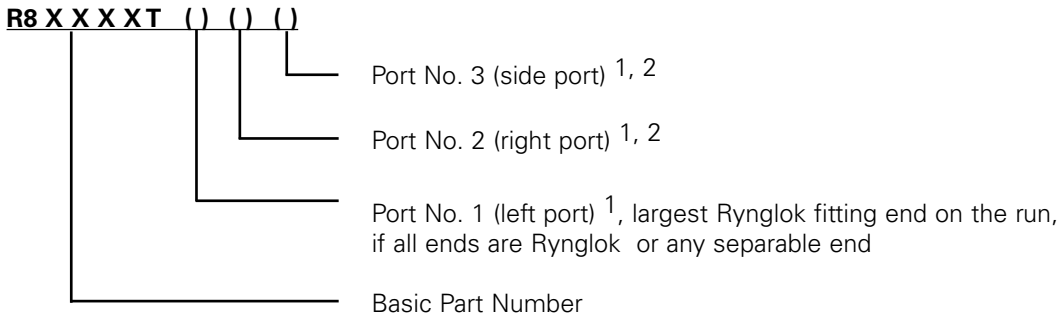 R8 X X X X T ( ) ( ) ( )
Port No. 3 (side port) 1, 2
Port No. 2 (right port) 1, 2
Port No. 1 (left port) 1, largest Rynglok fitting end on the run,
if all ends are Rynglok or any separable end
Basic Part Number